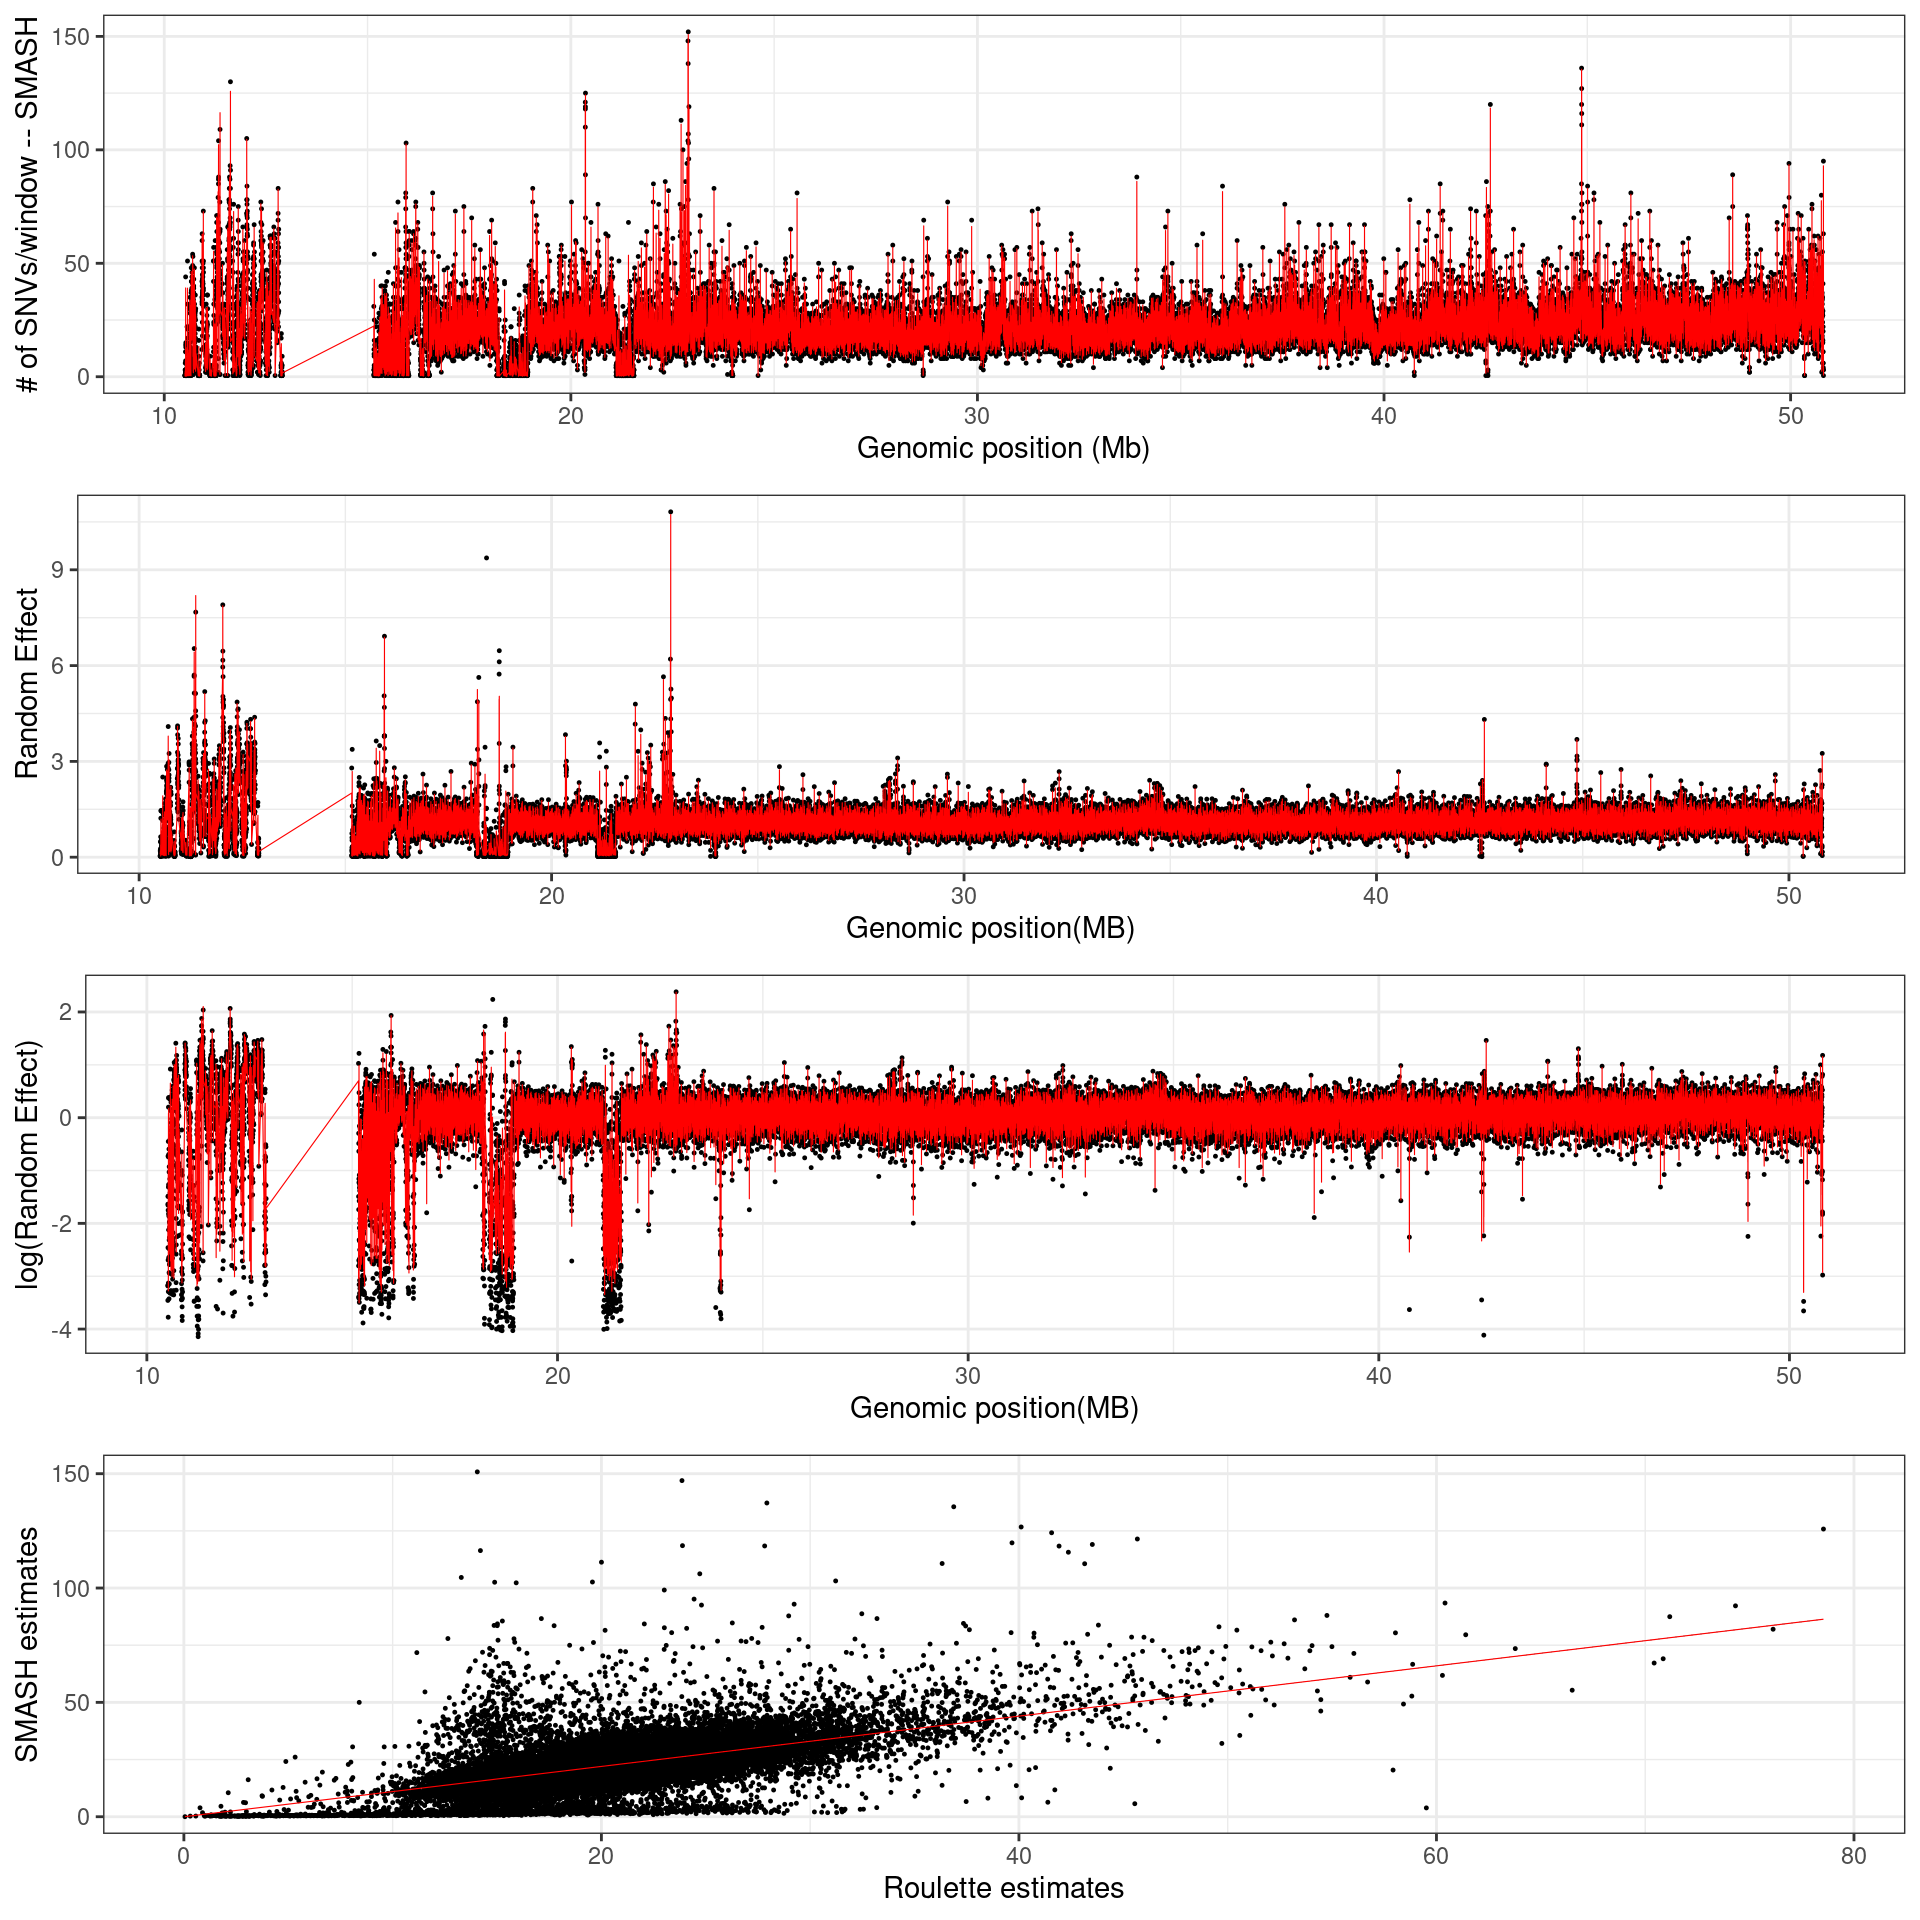 # of SNVs/window -- SMASH
150
100
50
0
10 20 30 40 50
Genomic position (Mb)
Random Effect
9
6
3
0
10 20 30 40 50
Genomic position(MB)
log(Random Effect)
2
0
-2
-4
10 20 30 40 50
Genomic position(MB)
SMASH estimates
150
100
50
0
0 20 40 60 80
Roulette estimates